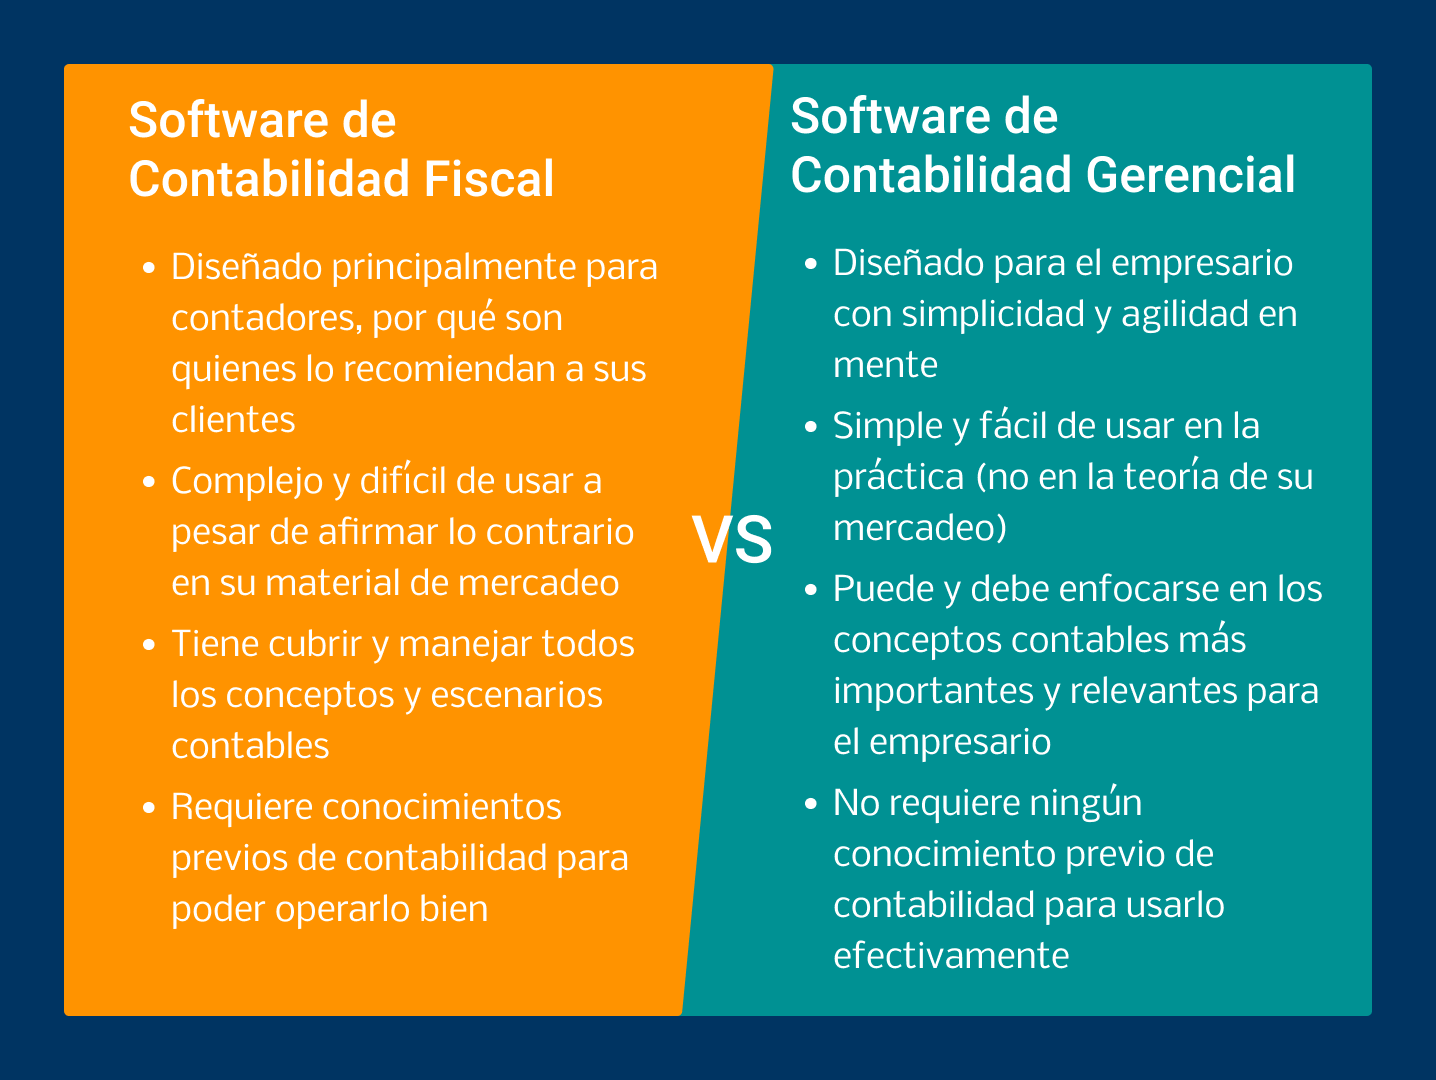 Software de
Contabilidad Fiscal
• Diseñado principalmente para
contadores, por qué son
quienes lo recomiendan a sus
clientes
• Complejo y difícil de usar a
pesar de afirmar lo contrario
en su material de mercadeo
• Tiene cubrir y manejar todos
los conceptos y escenarios
contables
• Requiere conocimientos
previos de contabilidad para
poder operarlo bien
VS
Software de
Contabilidad Gerencial
• Diseñado para el empresario
con simplicidad y agilidad en
mente
• Simple y fácil de usar en la
práctica (no en la teoría de su
mercadeo)
• Puede y debe enfocarse en los
conceptos contables más
importantes y relevantes para
el empresario
• No requiere ningún
conocimiento previo de
contabilidad para usarlo
efectivamente